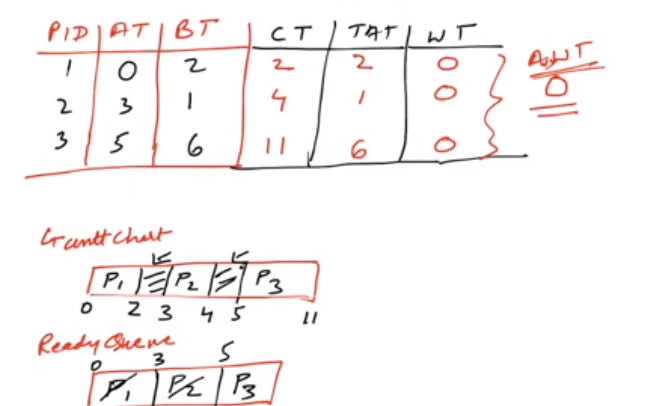 PID AT BT CT TAT WT
1 0 2 2 2 0
2 3 1 4 1 0
3 5 6 11 6 0
AWT
0
Gantt Chart
P1 P2 P3
0 2 3 4 5 11
Ready Queue
0 3 5
P1 P2 P3